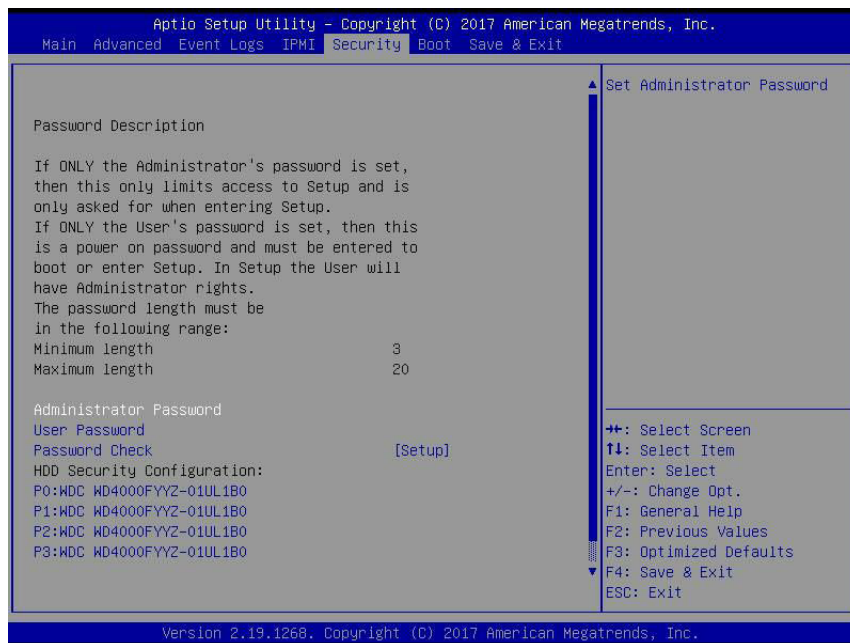 Aptio Setup Utility – Copyright (C) 2017 American Megatrends, Inc.
Main Advanced Event Logs IPMI Security Boot Save & Exit
Password Description
If ONLY the Administrator's password is set,
then this only limits access to Setup and is
only asked for when entering Setup.
If ONLY the User's password is set, then this
is a power on password and must be entered to
boot or enter Setup. In Setup the User will
have Administrator rights.
The password length must be
in the following range:
Minimum length 3
Maximum length 20
Administrator Password
User Password
Password Check [Setup]
HDD Security Configuration:
P0:WDC WD4000FYYZ-01UL1B0
P1:WDC WD4000FYYZ-01UL1B0
P2:WDC WD4000FYYZ-01UL1B0
P3:WDC WD4000FYYZ-01UL1B0
Set Administrator Password
→←: Select Screen
↑↓: Select Item
Enter: Select
+/-: Change Opt.
F1: General Help
F2: Previous Values
F3: Optimized Defaults
F4: Save & Exit
ESC: Exit
Version 2.19.1268. Copyright (C) 2017 American Megatrends, Inc.